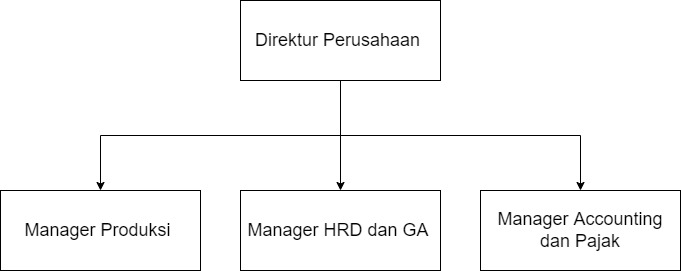 Direktur Perusahaan
Manager Produksi
Manager HRD dan GA
Manager Accounting
dan Pajak